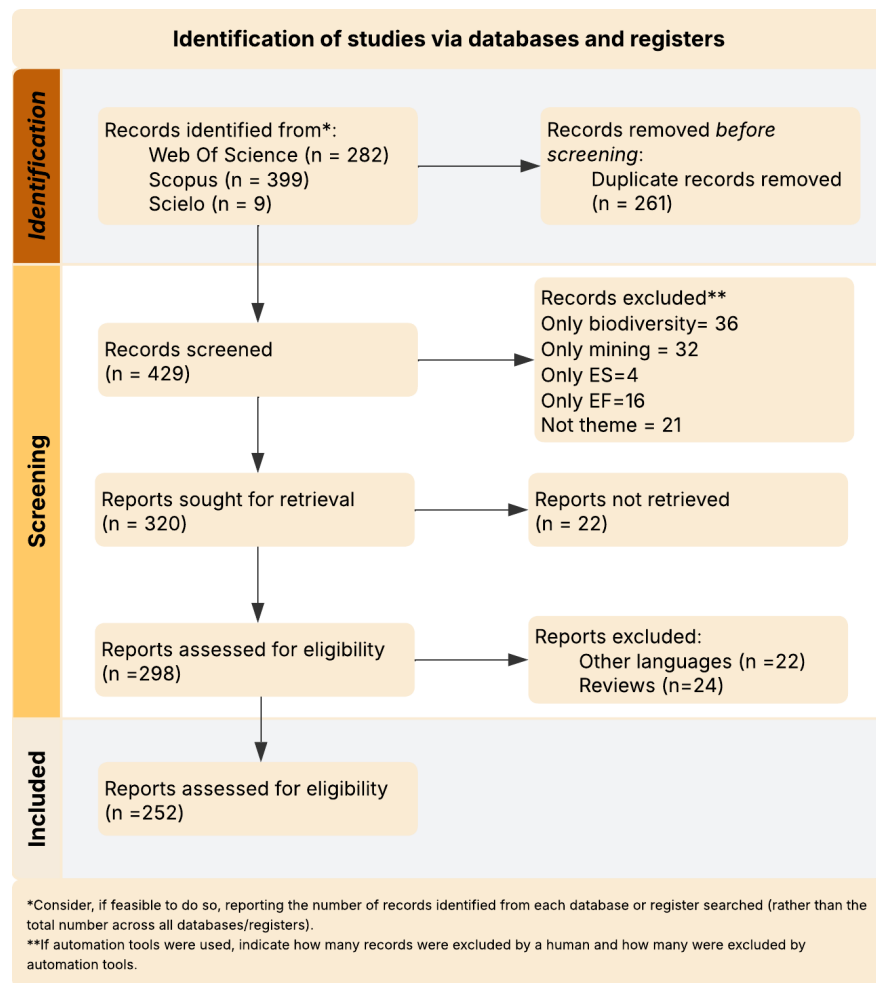 Identification of studies via databases and registers
Identification
Records identified from*:
Web Of Science (n = 282)
Scopus (n = 399)
Scielo (n = 9)
Records removed before
screening:
Duplicate records removed
(n = 261)
Screening
Records screened
(n = 429)
Records excluded**
Only biodiversity= 36
Only mining = 32
Only ES=4
Only EF=16
Not theme = 21
Reports sought for retrieval
(n = 320)
Reports not retrieved
(n = 22)
Reports assessed for eligibility
(n =298)
Reports excluded:
Other languages (n =22)
Reviews (n=24)
Included
Reports assessed for eligibility
(n =252)
*Consider, if feasible to do so, reporting the number of records identified from each database or register searched (rather than the
total number across all databases/registers).
**If automation tools were used, indicate how many records were excluded by a human and how many were excluded by
automation tools.